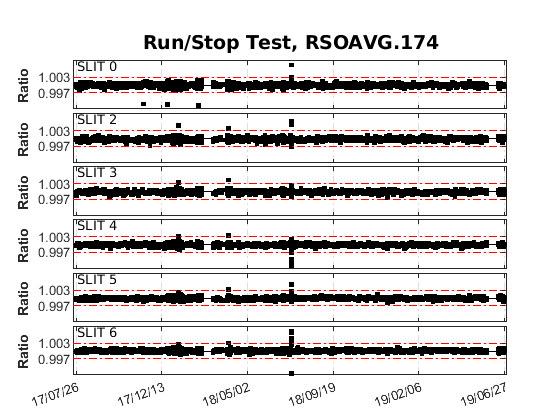 Run/Stop Test, RSOAVG.174
SLIT 0
Ratio
1.003
0.997
SLIT 2
Ratio
1.003
0.997
SLIT 3
Ratio
1.003
0.997
SLIT 4
Ratio
1.003
0.997
SLIT 5
Ratio
1.003
0.997
SLIT 6
Ratio
1.003
0.997
17/07/26 17/12/13 18/05/02 18/09/19 19/02/06 19/06/27